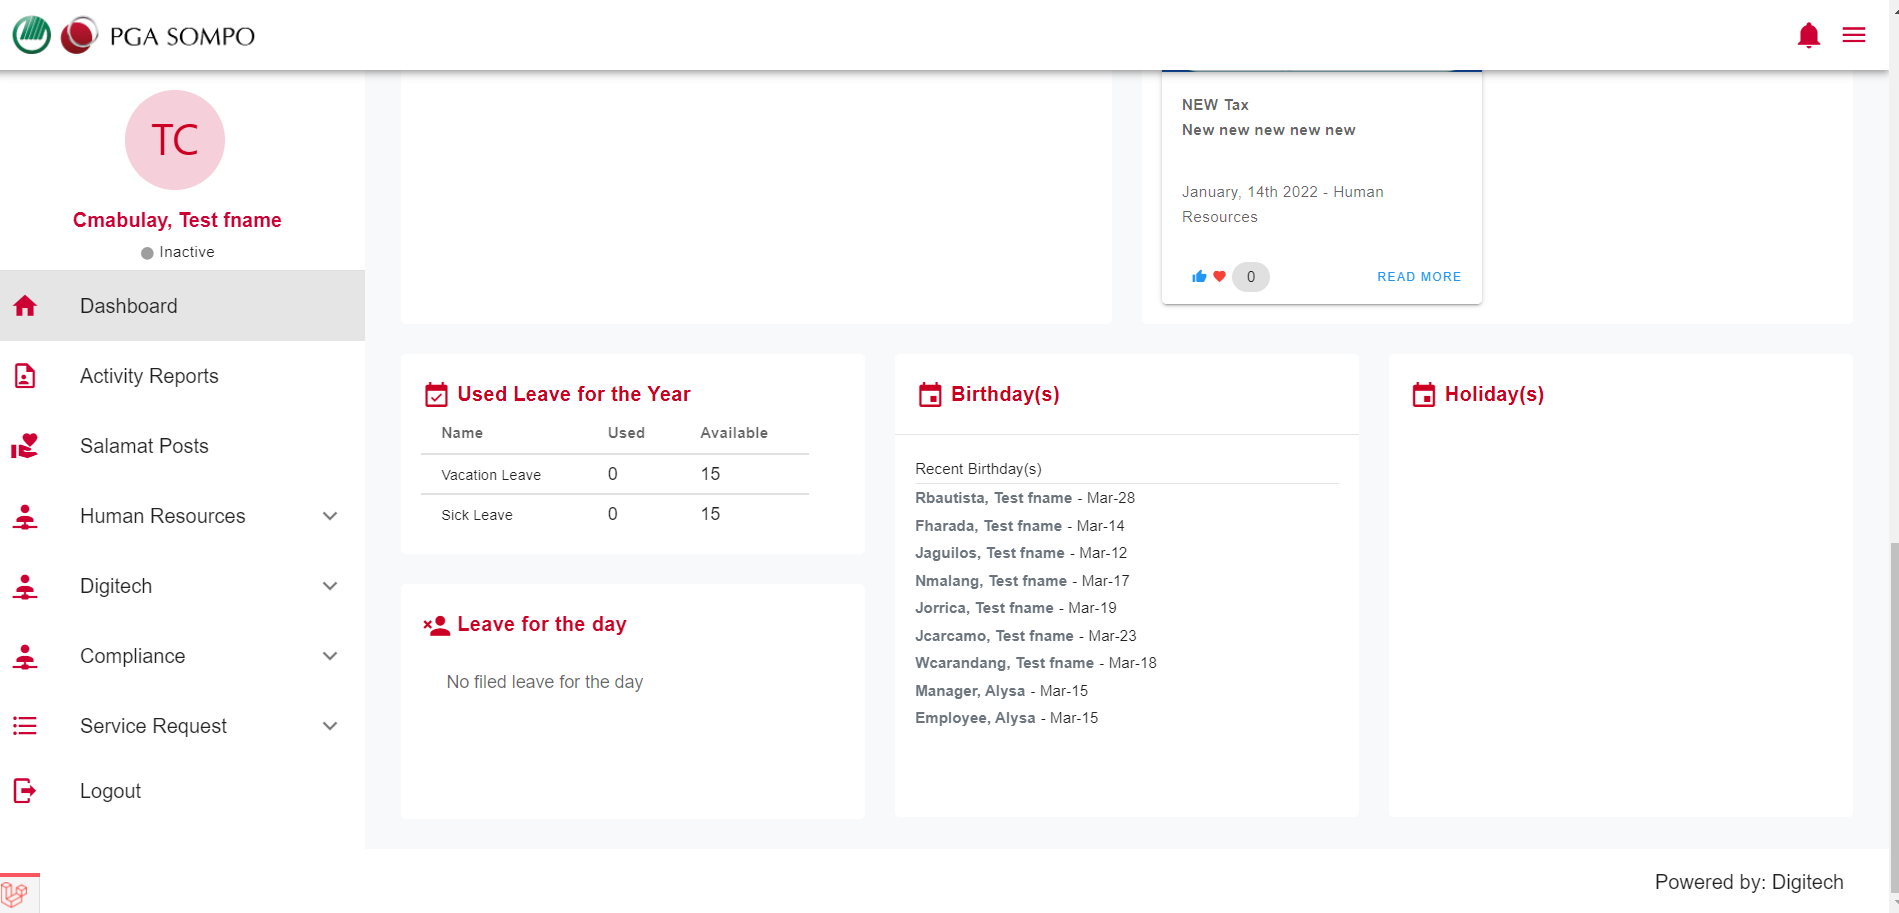 PGA SOMPO
TC
Cmabulay, Test fname
Inactive
Dashboard
Activity Reports
Salamat Posts
Human Resources
Digitech
Compliance
Service Request
Logout
NEW Tax
New new new new new
January, 14th 2022 - Human
Resources
0
READ MORE
Used Leave for the Year
Name Used Available
Vacation Leave 0 15
Sick Leave 0 15
Leave for the day
No filed leave for the day
Birthday(s)
Recent Birthday(s)
Rbautista, Test fname - Mar-28
Fharada, Test fname - Mar-14
Jaguilos, Test fname - Mar-12
Nmalang, Test fname - Mar-17
Jorrica, Test fname - Mar-19
Jcarcamo, Test fname - Mar-23
Wcarandang, Test fname - Mar-18
Manager, Alysa - Mar-15
Employee, Alysa - Mar-15
Holiday(s)
Powered by: Digitech